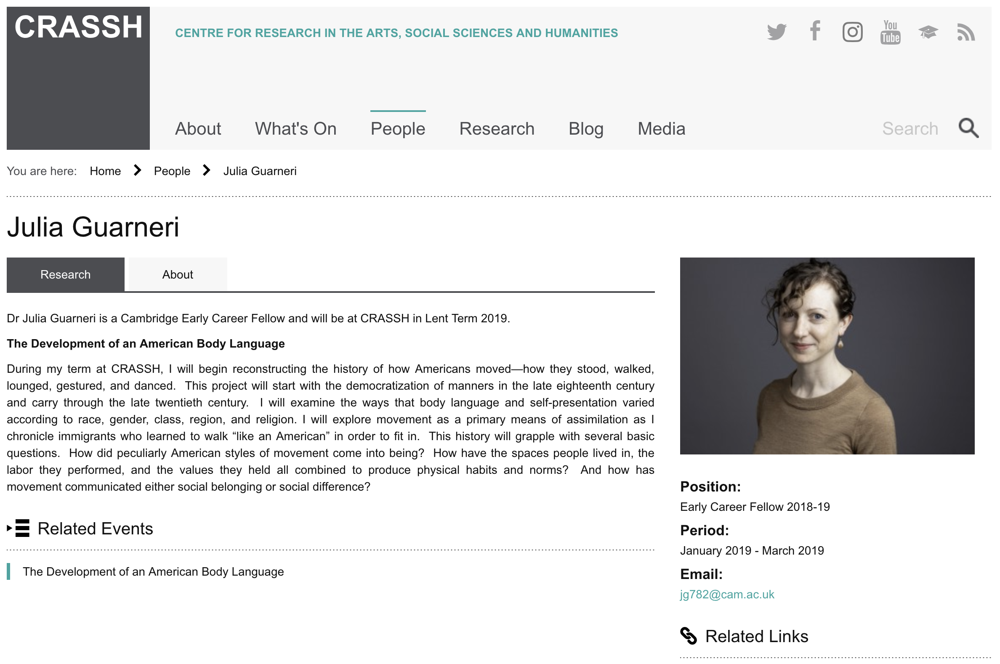 CRASSH
CENTRE FOR RESEARCH IN THE ARTS, SOCIAL SCIENCES AND HUMANITIES
You Tube
About What's On People Research Blog Media Search
You are here: Home People Julia Guarneri
Julia Guarneri
Research About
Dr Julia Guarneri is a Cambridge Early Career Fellow and will be at CRASSH in Lent Term 2019.
The Development of an American Body Language
During my term at CRASSH, I will begin reconstructing the history of how Americans moved—how they stood, walked,
lounged, gestured, and danced.  This project will start with the democratization of manners in the late eighteenth century
and carry through the late twentieth century.  I will examine the ways that body language and self-presentation varied
according to race, gender, class, region, and religion. I will explore movement as a primary means of assimilation as I
chronicle immigrants who learned to walk “like an American” in order to fit in.  This history will grapple with several basic
questions.  How did peculiarly American styles of movement come into being?  How have the spaces people lived in, the
labor they performed, and the values they held all combined to produce physical habits and norms?  And how has
movement communicated either social belonging or social difference?
Related Events
The Development of an American Body Language
Position:
Early Career Fellow 2018-19
Period:
January 2019 - March 2019
Email:
jg782@cam.ac.uk
Related Links